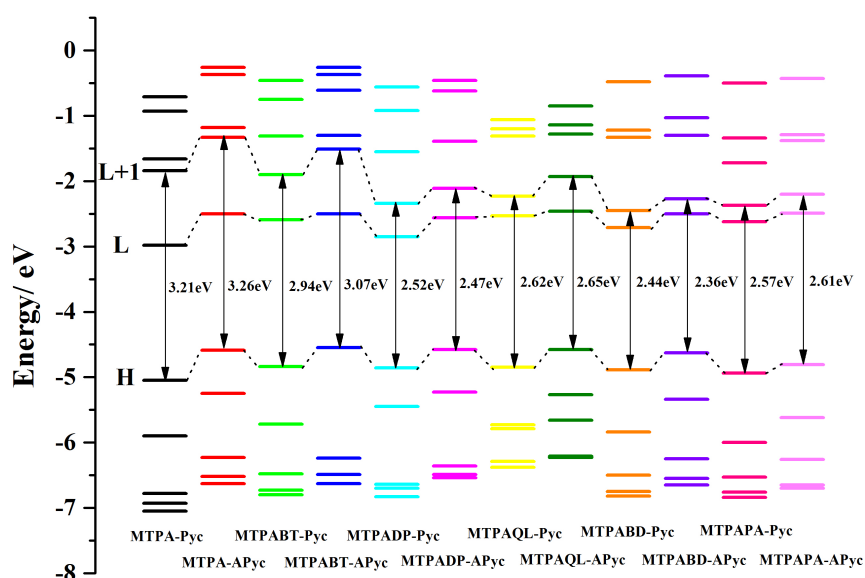 0
-1
-2
-3
-4
-5
-6
-7
-8
Energy/ eV
L+1
L
H
3.21eV 3.26eV 2.94eV 3.07eV 2.52eV 2.47eV 2.62eV 2.65eV 2.44eV 2.36eV 2.57eV 2.61eV
MTPA-Pyc MTPABT-Pyc MTPADP-Pyc MTPAQL-Pyc MTPABD-Pyc MTPAPA-Pyc
MTPA-APyc MTPABT-APyc MTPADP-APyc MTPAQL-APyc MTPABD-APyc MTPAPA-APyc